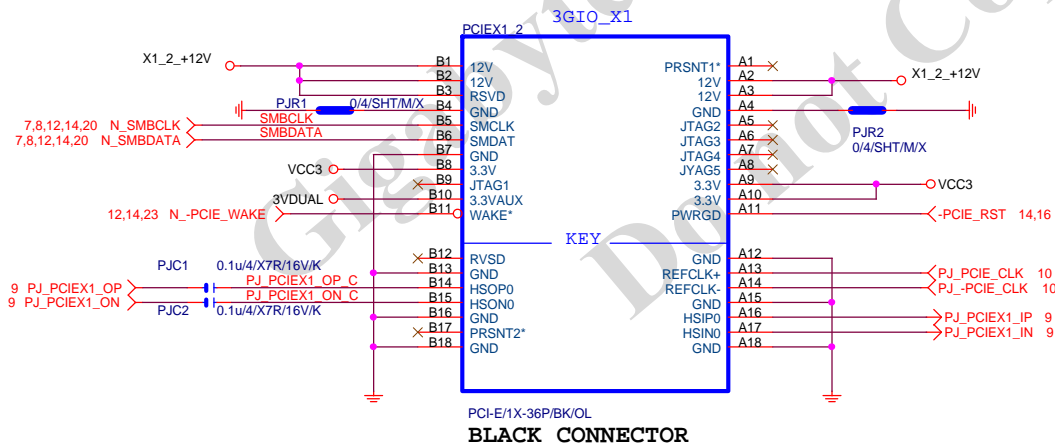 3GIO_X1
PCIEX1_2
X1_2_+12V
B1 12V
B2 12V
B3 RSVD
PJR1 0/4/SHT/M/X
B4 GND
7,8,12,14,20 N_SMBCLK SMBCLK B5 SMCLK
7,8,12,14,20 N_SMBDATA SMBDATA B6 SMDAT
B7 GND
VCC3 B8 3.3V
B9 JTAG1
3VDUAL B10 3.3VAUX
12,14,23 N_-PCIE_WAKE B11 WAKE*
KEY
B12 RVSD
B13 GND
PJC1 0.1u/4/X7R/16V/K
9 PJ_PCIEX1_OP PJ_PCIEX1_OP_C B14 HSOP0
9 PJ_PCIEX1_ON PJ_PCIEX1_ON_C B15 HSON0
PJC2 0.1u/4/X7R/16V/K
B16 GND
B17 PRSNT2*
B18 GND
PRSNT1* A1
12V A2 X1_2_+12V
12V A3
GND A4
PJR2
0/4/SHT/M/X
JTAG2 A5
JTAG3 A6
JTAG4 A7
JYAG5 A8
3.3V A9 VCC3
3.3V A10
PWRGD A11 -PCIE_RST 14,16
GND A12
REFCLK+ A13 PJ_PCIE_CLK 10
REFCLK- A14 PJ_-PCIE_CLK 10
GND A15
HSIP0 A16 PJ_PCIEX1_IP 9
HSIN0 A17 PJ_PCIEX1_IN 9
GND A18
PCI-E/1X-36P/BK/OL
BLACK CONNECTOR
Gigabyte
Do not